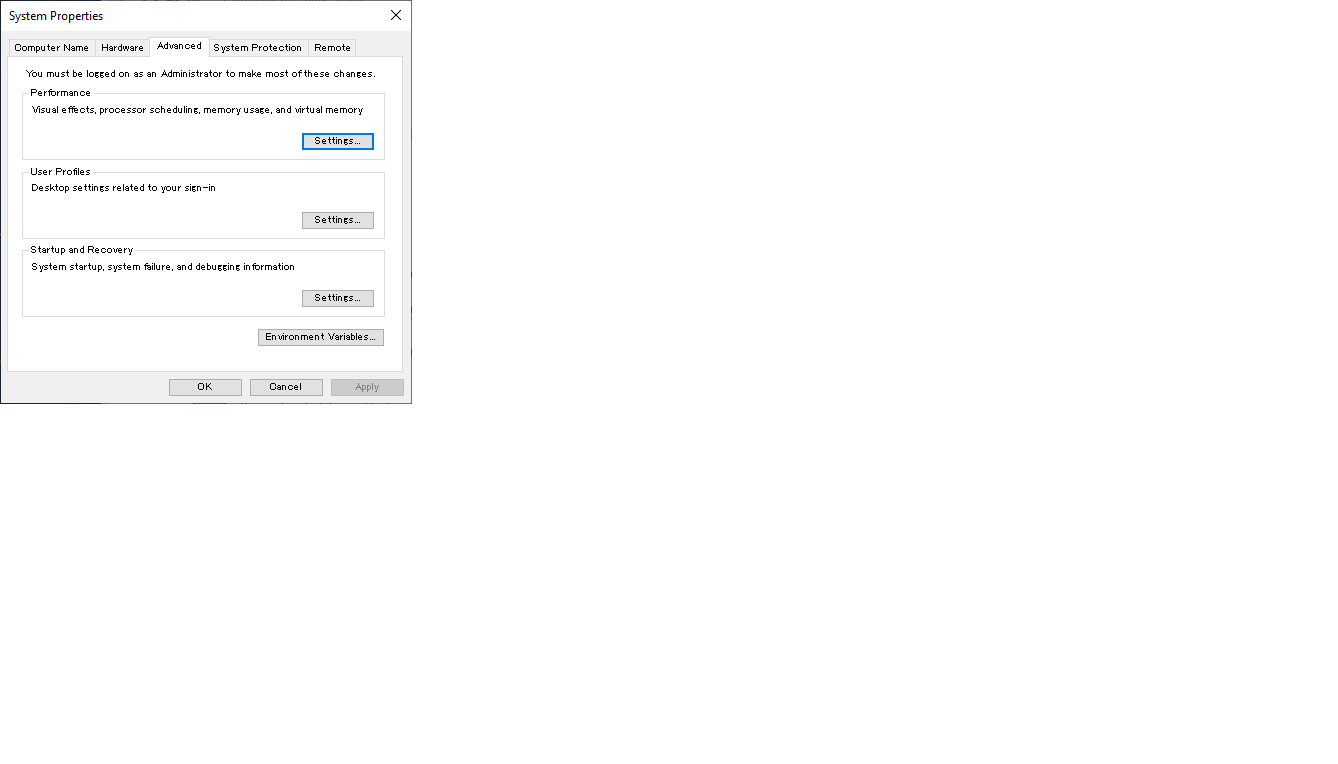 System Properties
Computer Name Hardware Advanced System Protection Remote
You must be logged on as an Administrator to make most of these changes.
Performance
Visual effects, processor scheduling, memory usage, and virtual memory
Settings...
User Profiles
Desktop settings related to your sign-in
Settings...
Startup and Recovery
System startup, system failure, and debugging information
Settings...
Environment Variables...
OK Cancel Apply